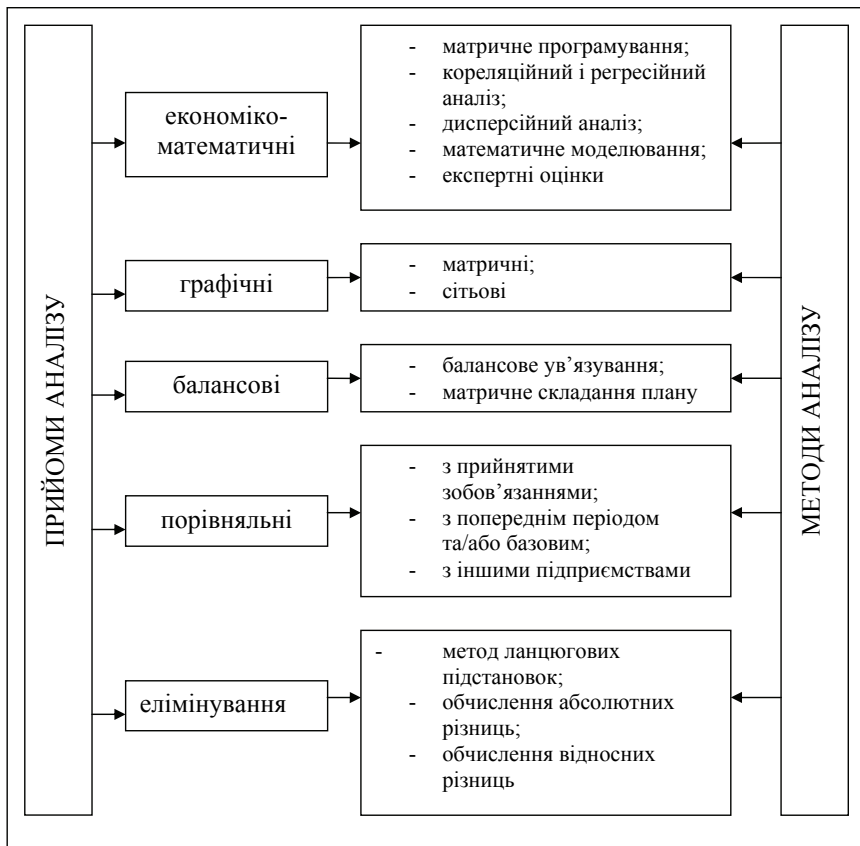 ПРИЙОМИ АНАЛІЗУ
економіко-
математичні
- матричне програмування;
- кореляційний і регресійний
аналіз;
- дисперсійний аналіз;
- математичне моделювання;
- експертні оцінки
графічні
- матричні;
- сітьові
балансові
- балансове ув’язування;
- матричне складання плану
порівняльні
- з прийнятими
зобов’язаннями;
- з попереднім періодом
та/або базовим;
- з іншими підприємствами
елімінування
- метод ланцюгових
підстановок;
- обчислення абсолютних
різниць;
- обчислення відносних
різниць
МЕТОДИ АНАЛІЗУ